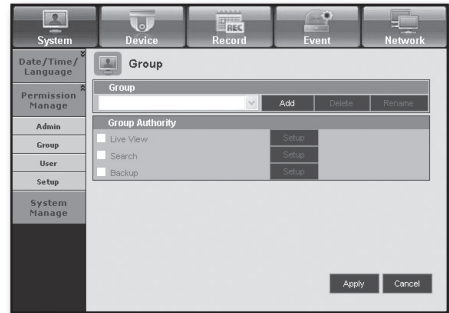 System Device Record Event Network
REC
Date/Time/
Language
Permission
Manage
Admin
Group
User
Setup
System
Manage
Group
Group
Add Delete Rename
Group Authority
Live View Setup
Search Setup
Backup Setup
Apply Cancel